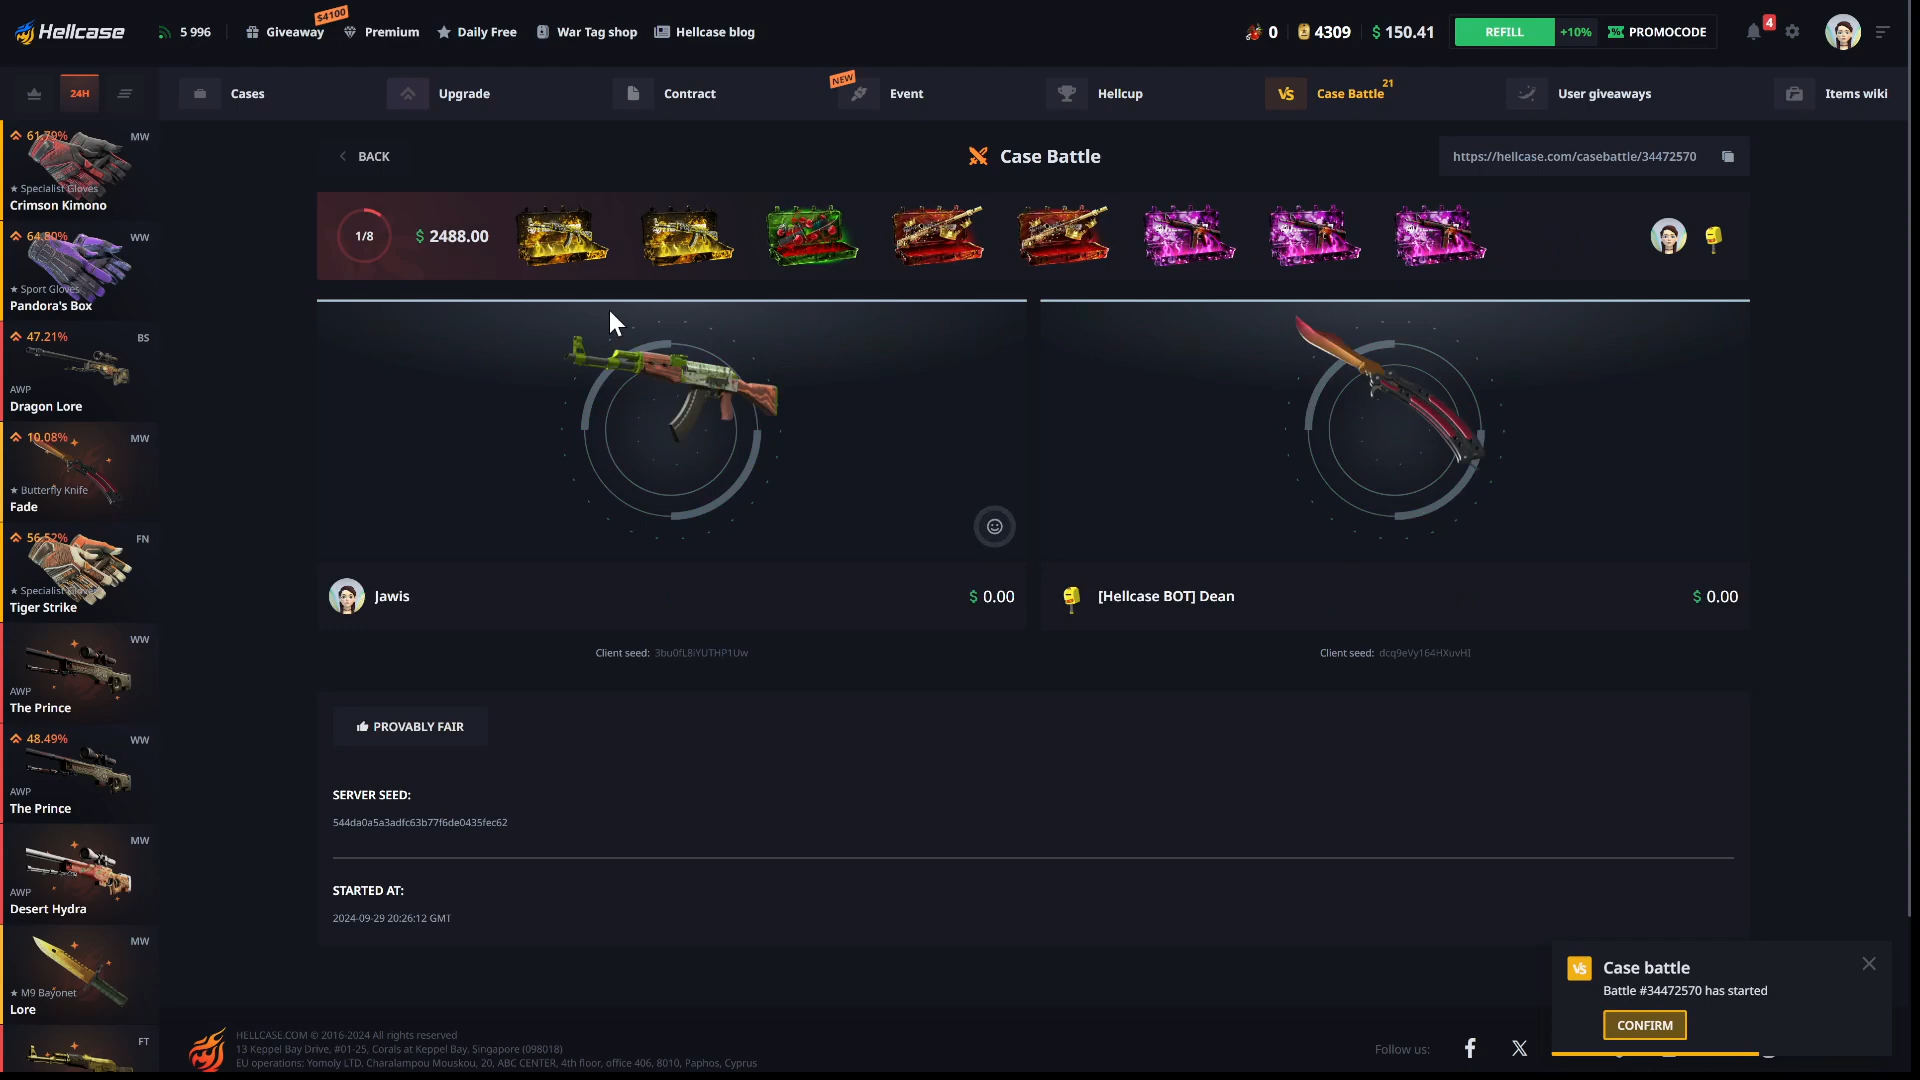 Hellcase
5 996
Giveaway
$4100
Premium
Daily Free
War Tag shop
Hellcase blog
0
4309
$ 150.41
REFILL
+10%
PROMOCODE
4
24H
Cases
Upgrade
Contract
NEW
Event
Hellcup
VS
Case Battle 21
User giveaways
Items wiki
61.79%
MW
★ Specialist Gloves
Crimson Kimono
64.80%
WW
★ Sport Gloves
Pandora's Box
47.21%
BS
AWP
Dragon Lore
10.08%
MW
★ Butterfly Knife
Fade
56.52%
FN
★ Specialist Gloves
Tiger Strike
WW
AWP
The Prince
48.49%
WW
AWP
The Prince
MW
AWP
Desert Hydra
MW
★ M9 Bayonet
Lore
FT
BACK
Case Battle
https://hellcase.com/casebattle/34472570
1/8
$ 2488.00
Jawis
$ 0.00
[Hellcase BOT] Dean
$ 0.00
Client seed: 3bu0fL8iYUTHP1Uw
Client seed: dcq9eVy164HXuvHI
PROVABLY FAIR
SERVER SEED:
544da0a5a3adfc63b77f6de0435fec62
STARTED AT:
2024-09-29 20:26:12 GMT
VS
Case battle
Battle #34472570 has started
CONFIRM
HELLCASE.COM © 2016-2024 All rights reserved
13 Keppel Bay Drive, #01-25, Corals at Keppel Bay, Singapore (098018)
EU operations: Yomoly LTD, Charalampou Mouskou, 20, ABC CENTER, 4th floor, office 406, 8010, Paphos, Cyprus
Follow us: